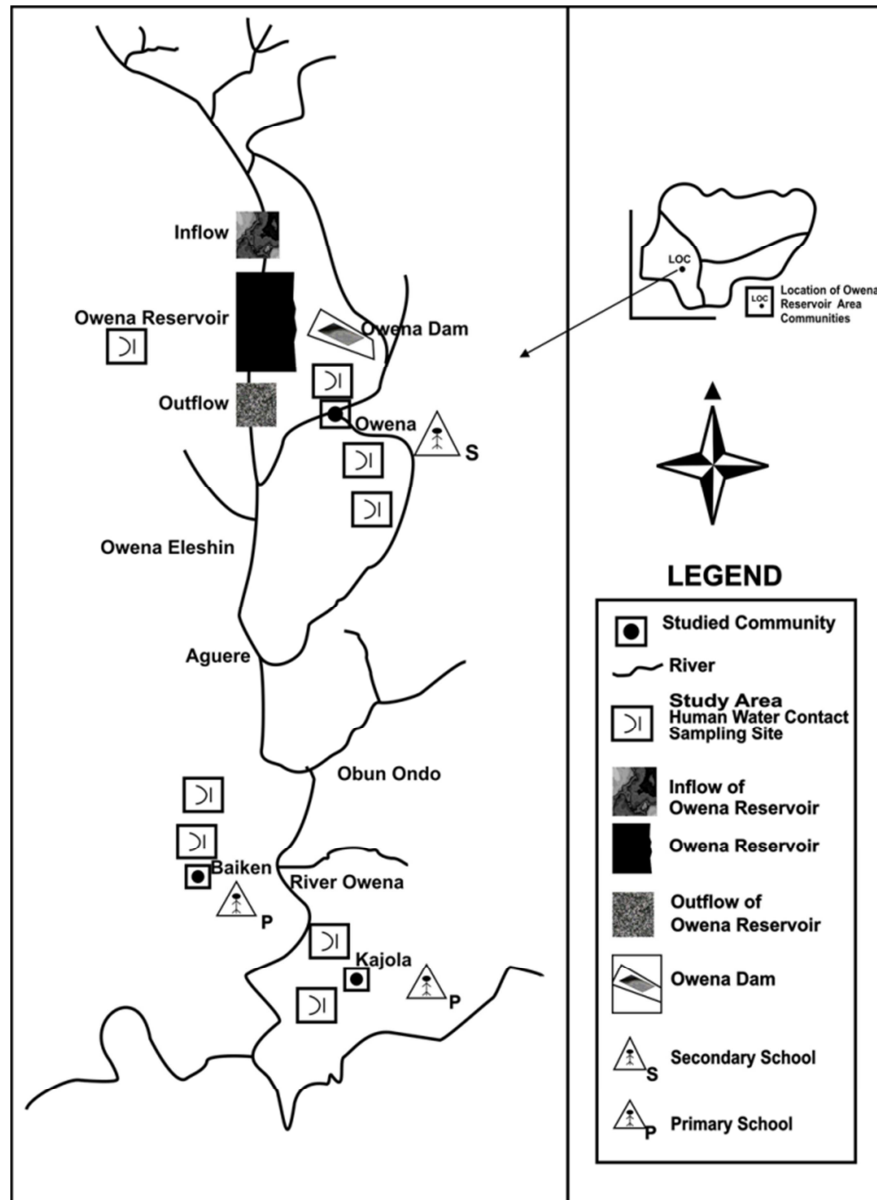 Inflow
Owena Reservoir
Owena Dam
Outflow
Owena
S
Owena Eleshin
Aguere
Obun Ondo
Baiken
River Owena
P
Kajola
P
LOC
LOC
Location of Owena
Reservoir Area
Communities
LEGEND
Studied Community
River
Study Area
Human Water Contact
Sampling Site
Inflow of
Owena Reservoir
Owena Reservoir
Outflow of
Owena Reservoir
Owena Dam
S
Secondary School
P
Primary School